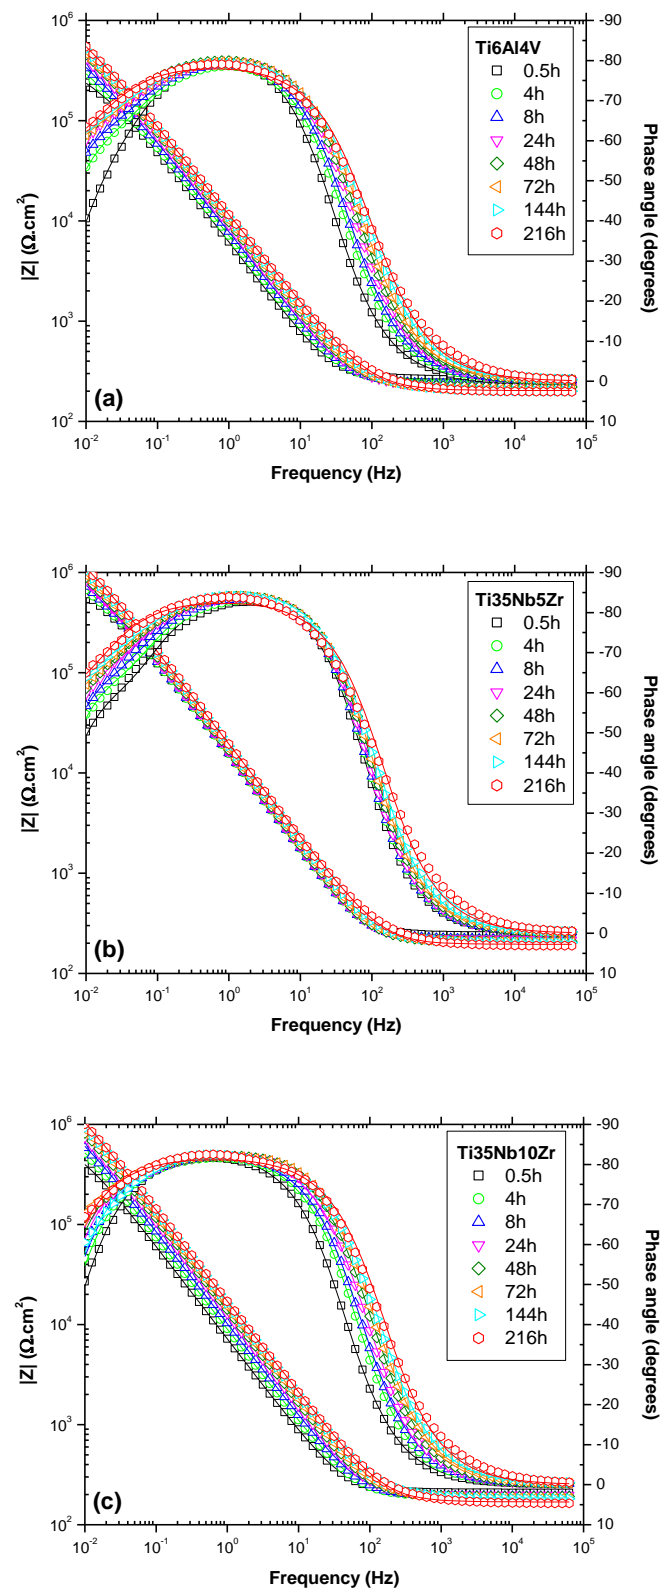 Ti6Al4V
0.5h
4h
8h
24h
48h
72h
144h
216h
(a)
|Z| (Ω.cm²)
10⁶
10⁵
10⁴
10³
10²
Phase angle (degrees)
-90
-80
-70
-60
-50
-40
-30
-20
-10
0
10
10⁻² 10⁻¹ 10⁰ 10¹ 10² 10³ 10⁴ 10⁵
Frequency (Hz)
Ti35Nb5Zr
0.5h
4h
8h
24h
48h
72h
144h
216h
(b)
|Z| (Ω.cm²)
10⁶
10⁵
10⁴
10³
10²
Phase angle (degrees)
-90
-80
-70
-60
-50
-40
-30
-20
-10
0
10
10⁻² 10⁻¹ 10⁰ 10¹ 10² 10³ 10⁴ 10⁵
Frequency (Hz)
Ti35Nb10Zr
0.5h
4h
8h
24h
48h
72h
144h
216h
(c)
|Z| (Ω.cm²)
10⁶
10⁵
10⁴
10³
10²
Phase angle (degrees)
-90
-80
-70
-60
-50
-40
-30
-20
-10
0
10
10⁻² 10⁻¹ 10⁰ 10¹ 10² 10³ 10⁴ 10⁵
Frequency (Hz)